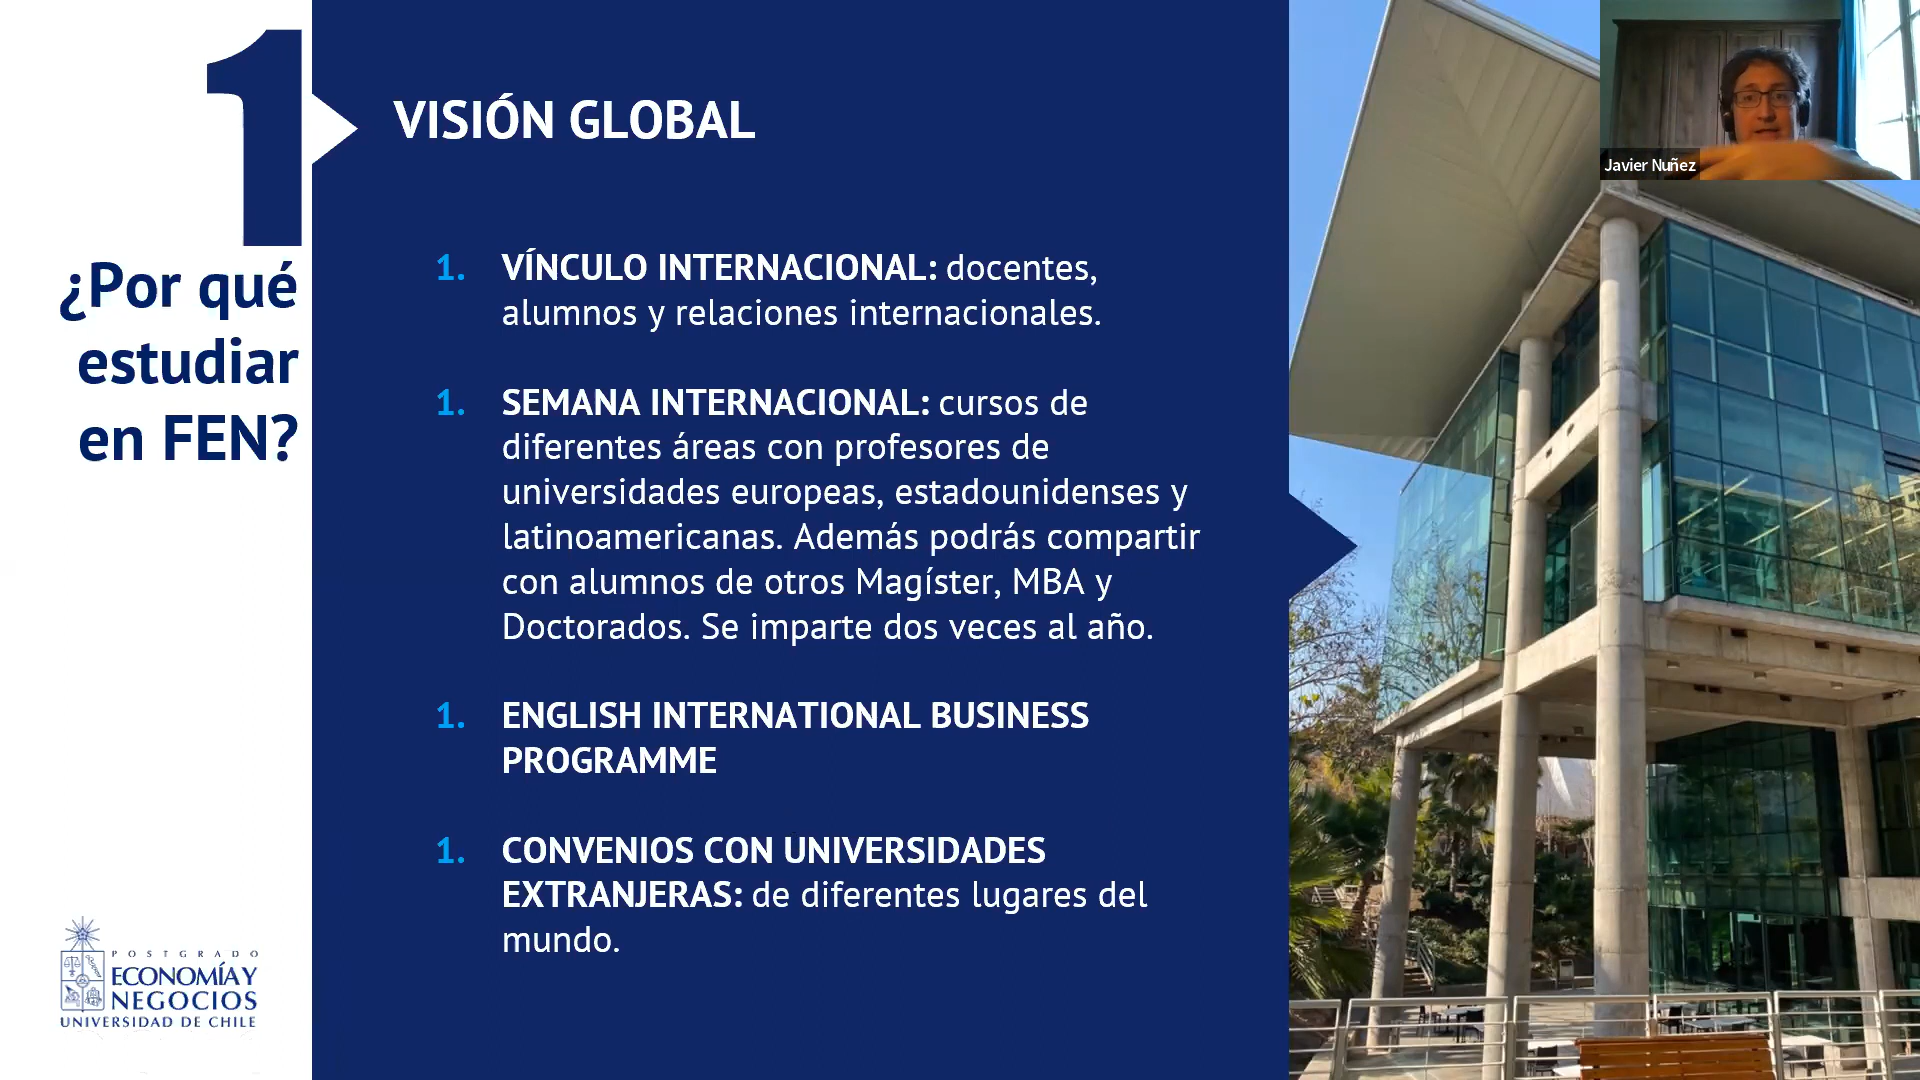 1
¿Por qué
estudiar
en FEN?
VISIÓN GLOBAL
1. VÍNCULO INTERNACIONAL: docentes,
alumnos y relaciones internacionales.
1. SEMANA INTERNACIONAL: cursos de
diferentes áreas con profesores de
universidades europeas, estadounidenses y
latinoamericanas. Además podrás compartir
con alumnos de otros Magíster, MBA y
Doctorados. Se imparte dos veces al año.
1. ENGLISH INTERNATIONAL BUSINESS
PROGRAMME
1. CONVENIOS CON UNIVERSIDADES
EXTRANJERAS: de diferentes lugares del
mundo.
POSTGRADO
ECONOMÍA Y
NEGOCIOS
UNIVERSIDAD DE CHILE
Javier Nuñez